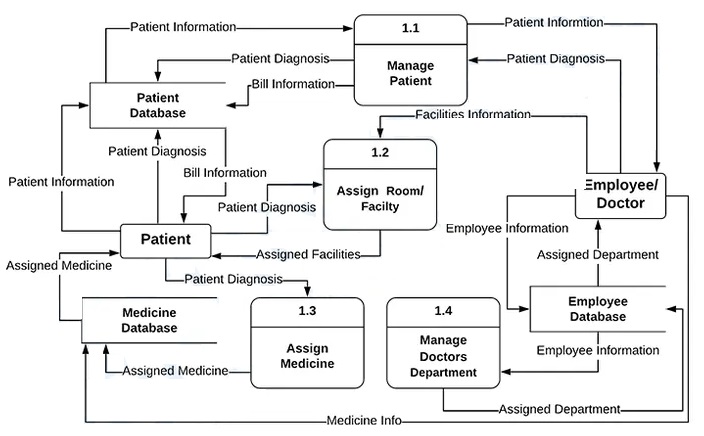 Patient Information
1.1
Patient Informtion
Patient Diagnosis
Patient Diagnosis
Manage
Patient
Bill Information
Patient
Database
Facilities Information
1.2
Patient Diagnosis
Bill Information
Patient Information
Assign Room/
Facilty
Employee/
Doctor
Patient Diagnosis
Employee Information
Patient
Assigned Facilities
Assigned Department
Assigned Medicine
Patient Diagnosis
Medicine
Database
1.3
1.4
Employee
Database
Assign
Medicine
Manage
Doctors
Department
Employee Information
Assigned Medicine
Assigned Department
Medicine Info